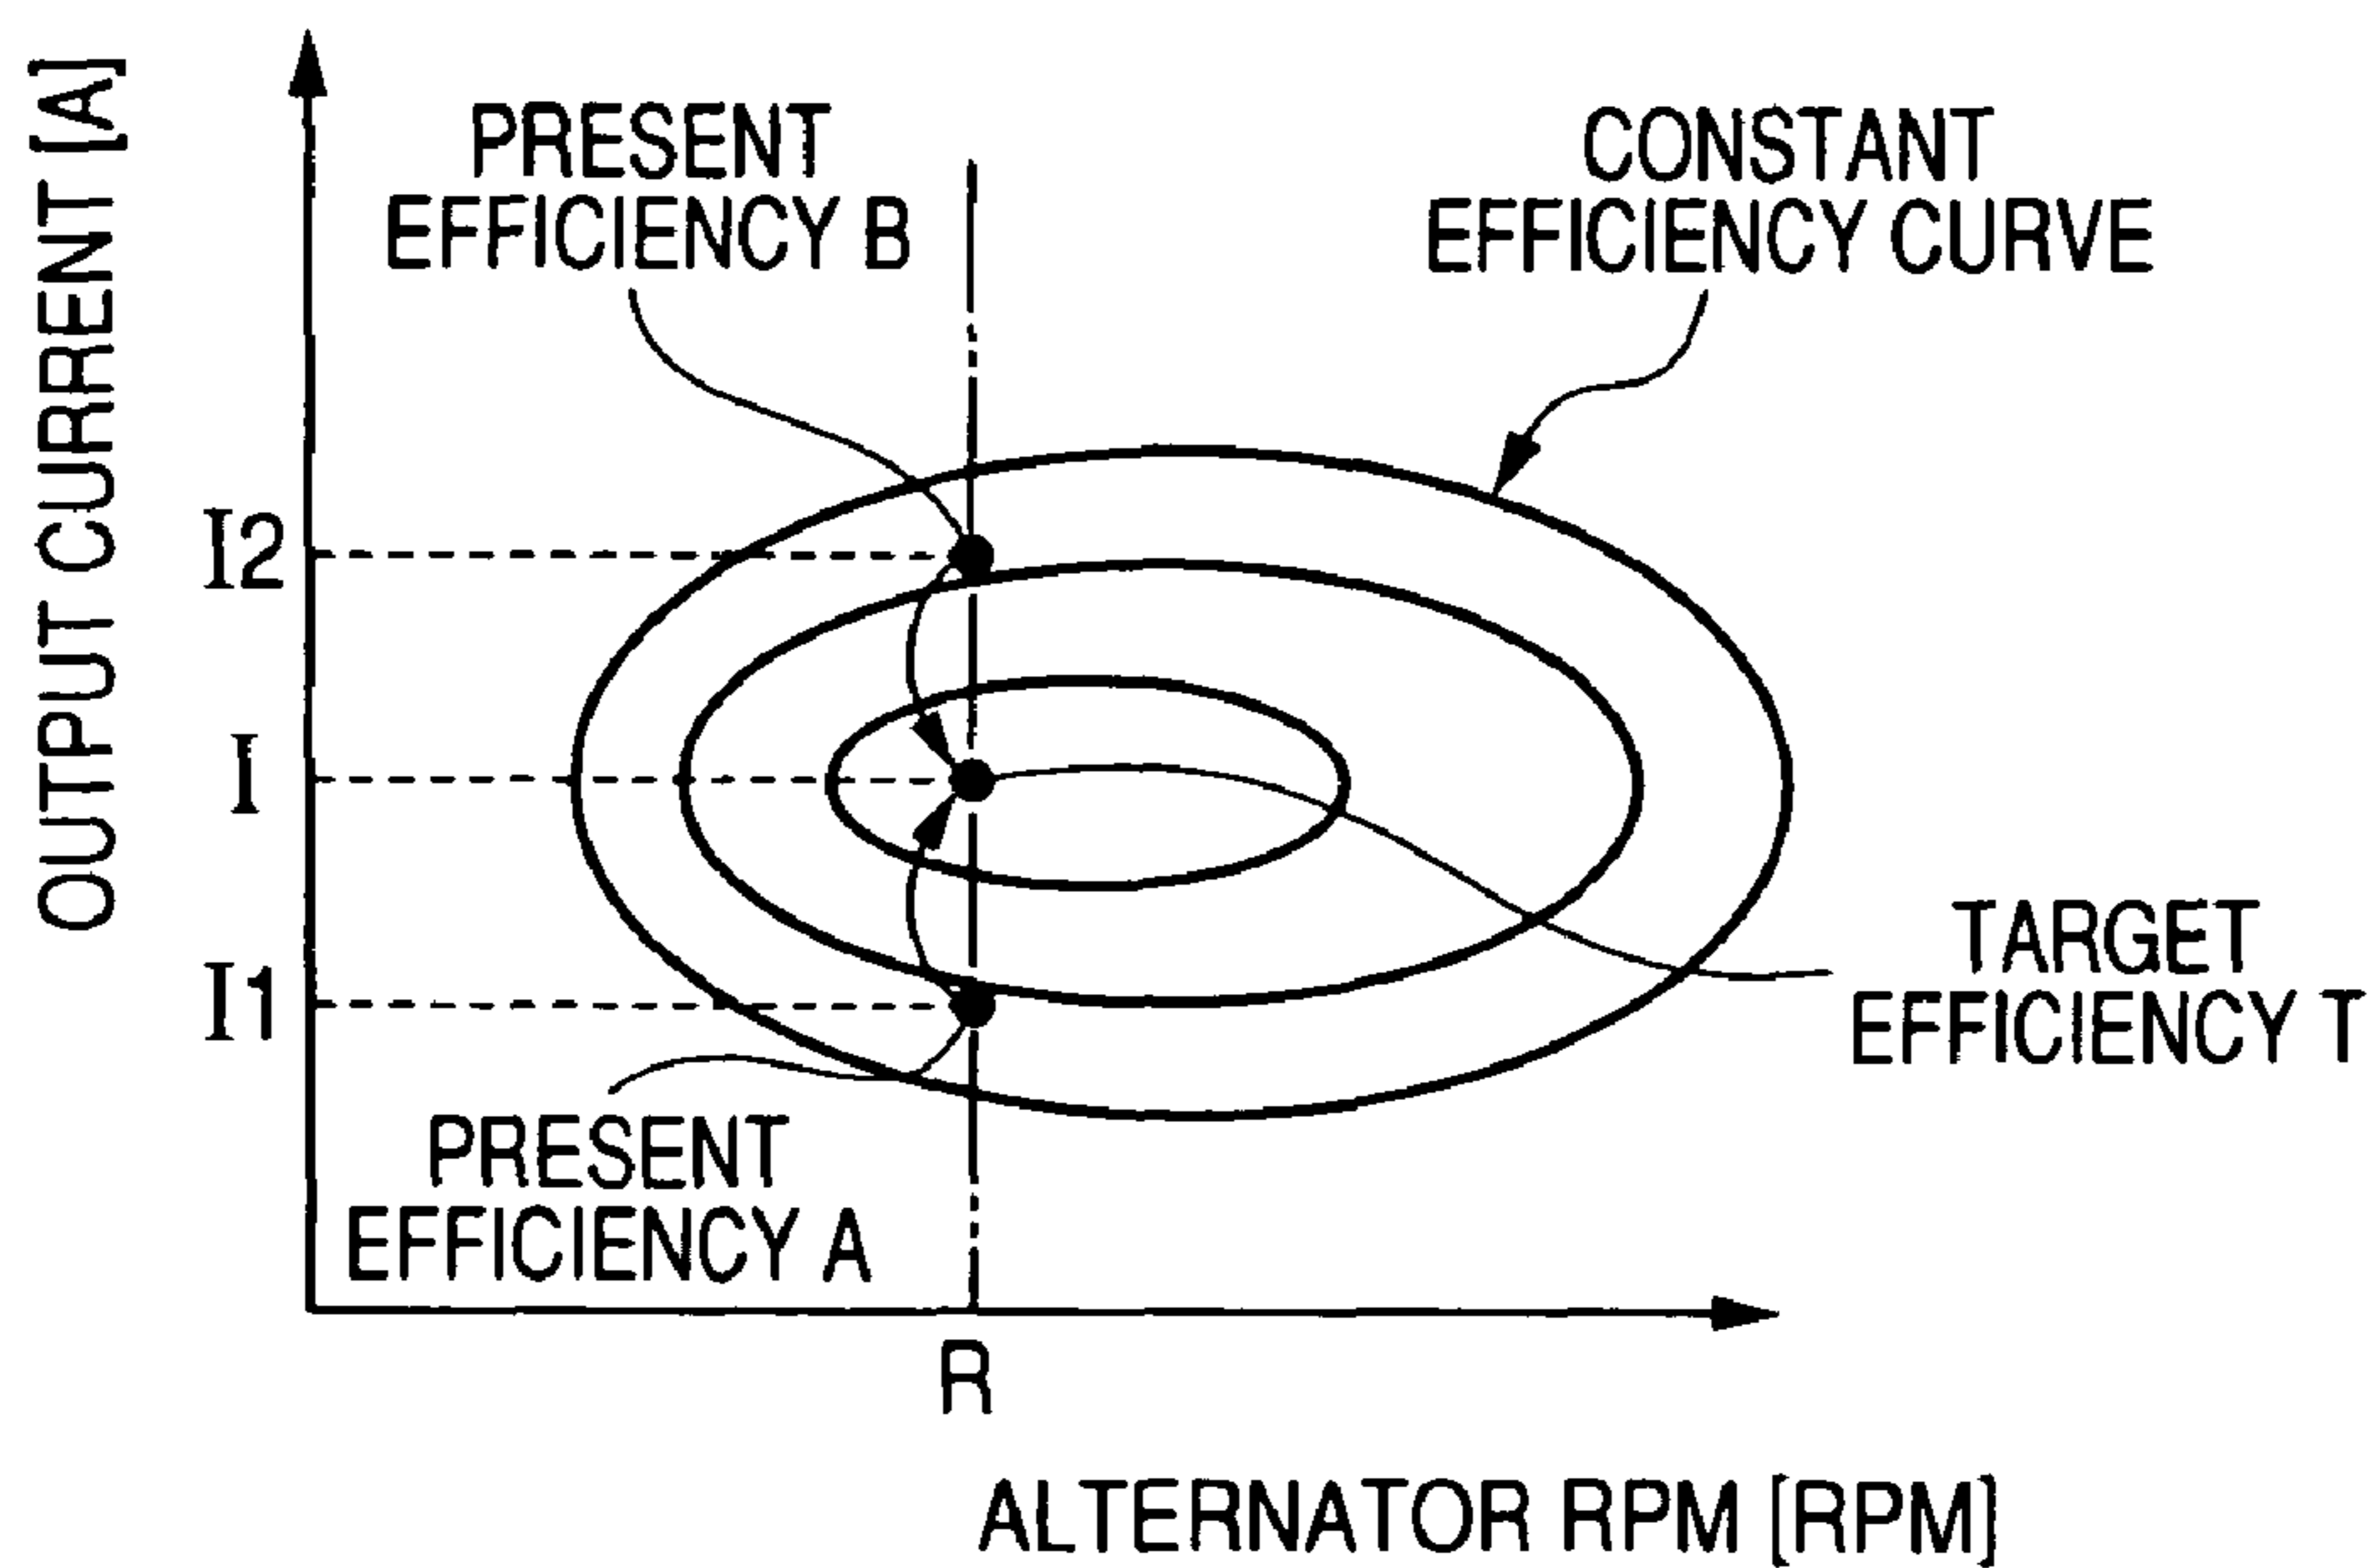 OUTPUT CURRENT [A]
PRESENT
EFFICIENCY B
CONSTANT
EFFICIENCY CURVE
I2
I
I1
TARGET
EFFICIENCY T
PRESENT
EFFICIENCY A
R
ALTERNATOR RPM [RPM]